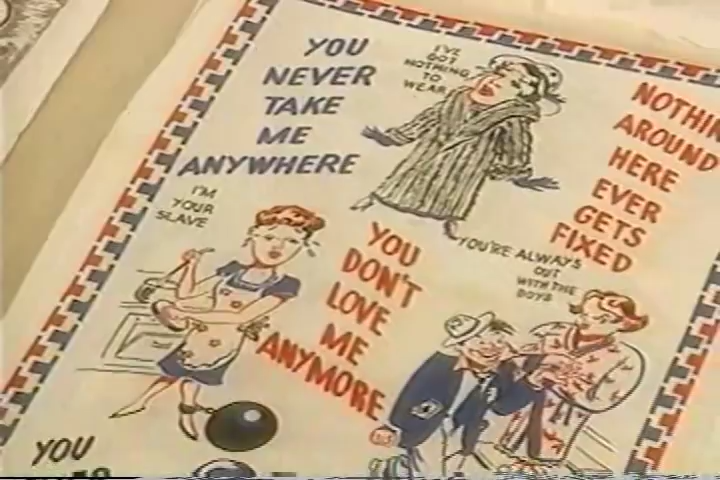 YOU
NEVER
TAKE
ME
ANYWHERE
I'VE
GOT
NOTHING
TO
WEAR
AROUND
HERE
EVER
GETS
FIXED
I'M
YOUR
SLAVE
YOU
DON'T
LOVE
ME
ANYMORE
YOU'RE ALWAYS
OUT
WITH THE
BOYS
YOU